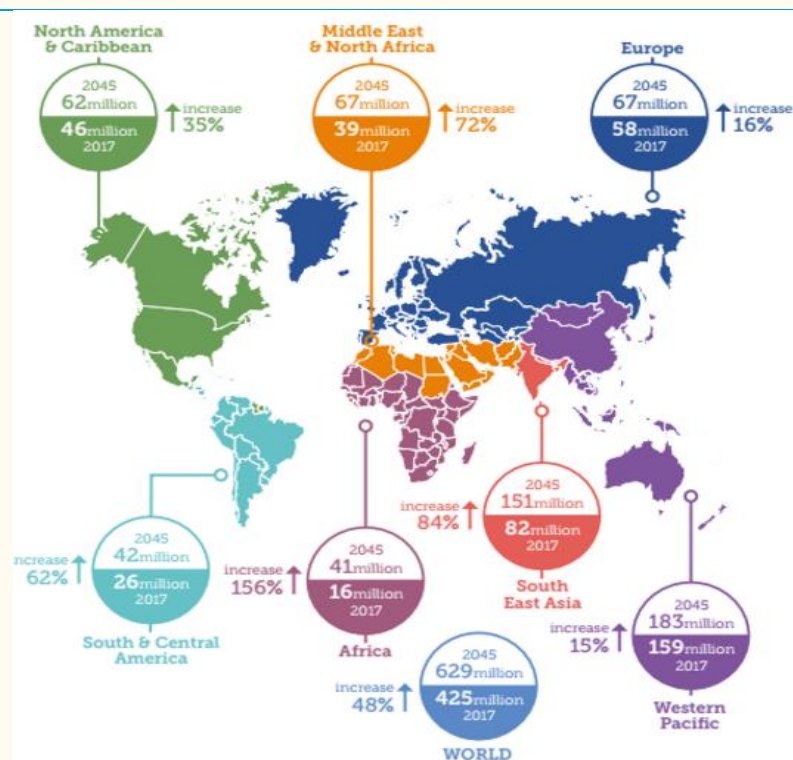 North America
& Caribbean
2045
62million
46million
2017
increase
35%
Middle East
& North Africa
2045
67million
39million
2017
increase
72%
Europe
2045
67million
58million
2017
increase
16%
2045
42million
26million
2017
ncrease
62%
South & Central
America
2045
41million
16million
2017
increase
156%
Africa
2045
151million
82million
2017
increase
84%
South
East Asia
2045
183million
159million
2017
increase
15%
Western
Pacific
2045
629million
425million
2017
increase
48%
WORLD